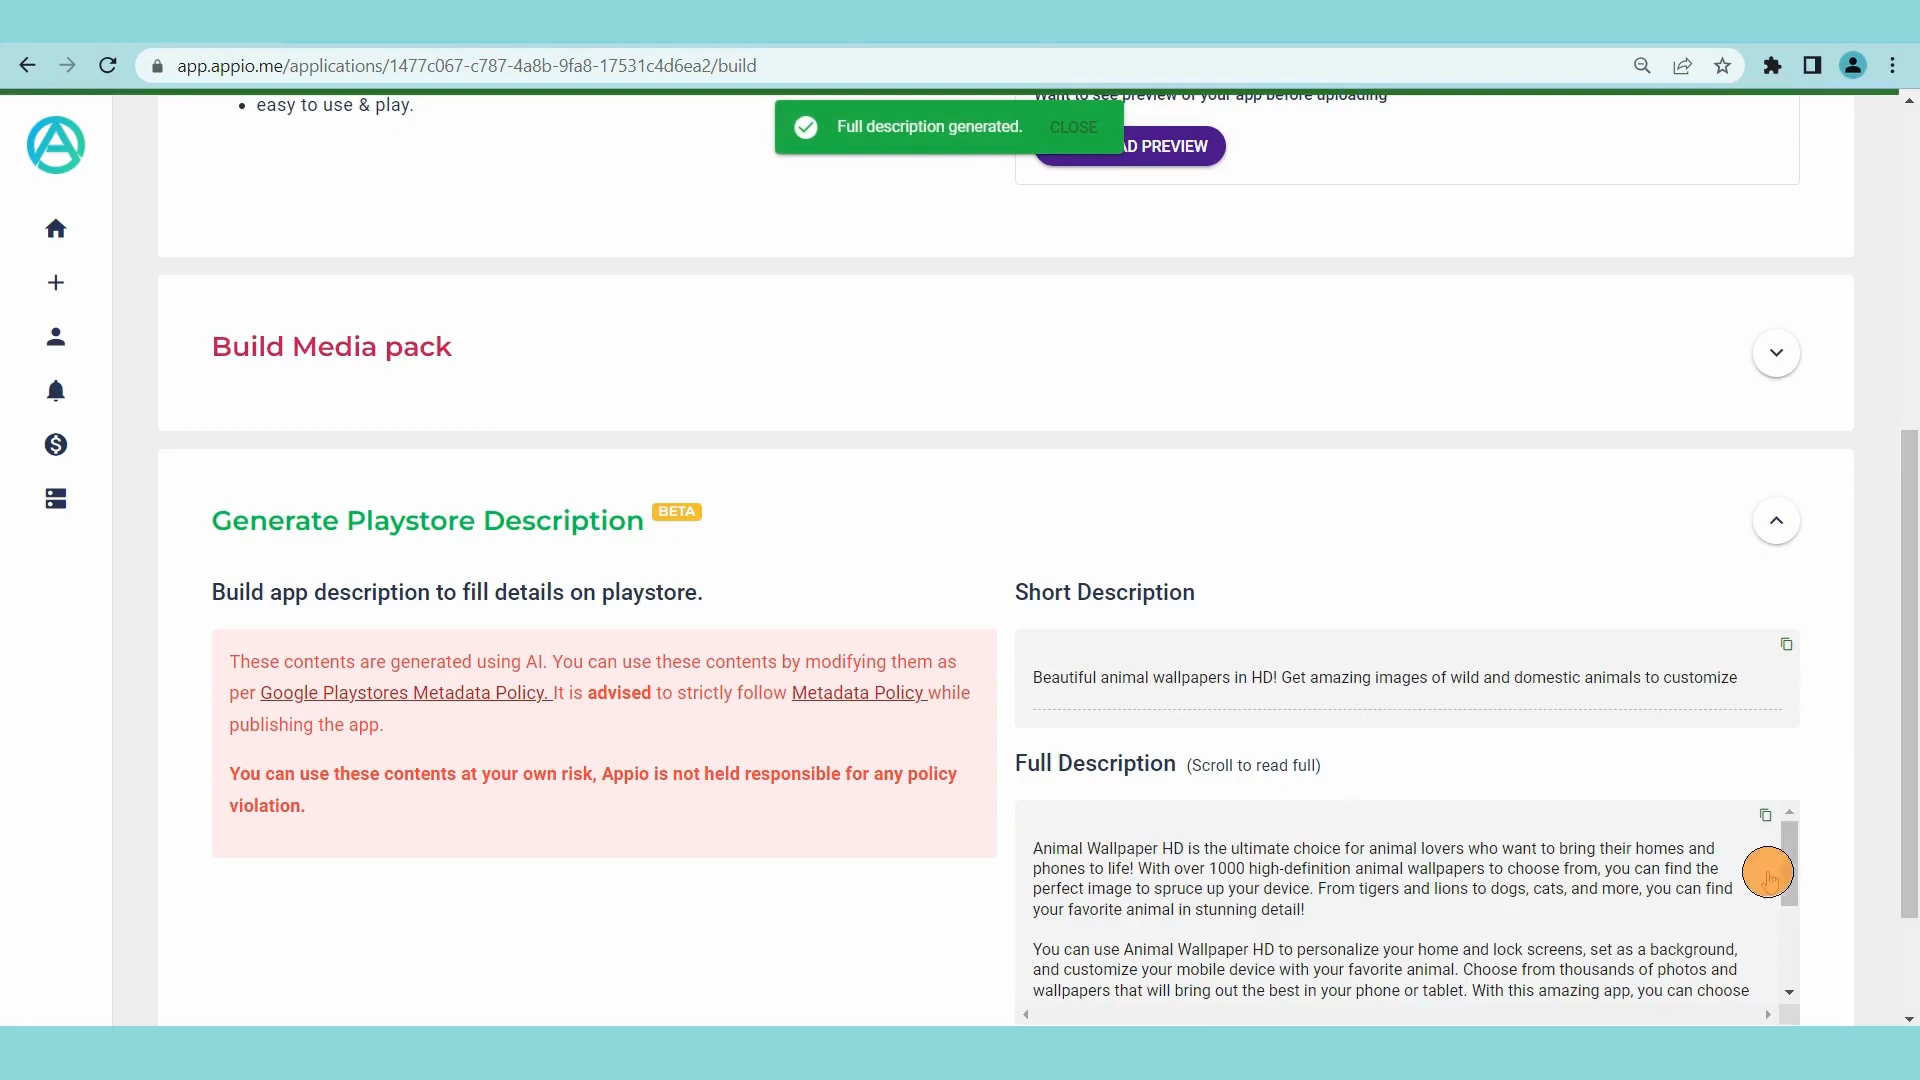 app.appio.me/applications/1477c067-c787-4a8b-9fa8-17531c4d6ea2/build
easy to use & play.
Want to see preview of your app before uploading
Full description generated.
CLOSE
AD PREVIEW
Build Media pack
Generate Playstore Description BETA
Build app description to fill details on playstore.
These contents are generated using AI. You can use these contents by modifying them as
per Google Playstores Metadata Policy. It is advised to strictly follow Metadata Policy while
publishing the app.
You can use these contents at your own risk, Appio is not held responsible for any policy
violation.
Short Description
Beautiful animal wallpapers in HD! Get amazing images of wild and domestic animals to customize
Full Description (Scroll to read full)
Animal Wallpaper HD is the ultimate choice for animal lovers who want to bring their homes and
phones to life! With over 1000 high-definition animal wallpapers to choose from, you can find the
perfect image to spruce up your device. From tigers and lions to dogs, cats, and more, you can find
your favorite animal in stunning detail!
You can use Animal Wallpaper HD to personalize your home and lock screens, set as a background,
and customize your mobile device with your favorite animal. Choose from thousands of photos and
wallpapers that will bring out the best in your phone or tablet. With this amazing app, you can choose